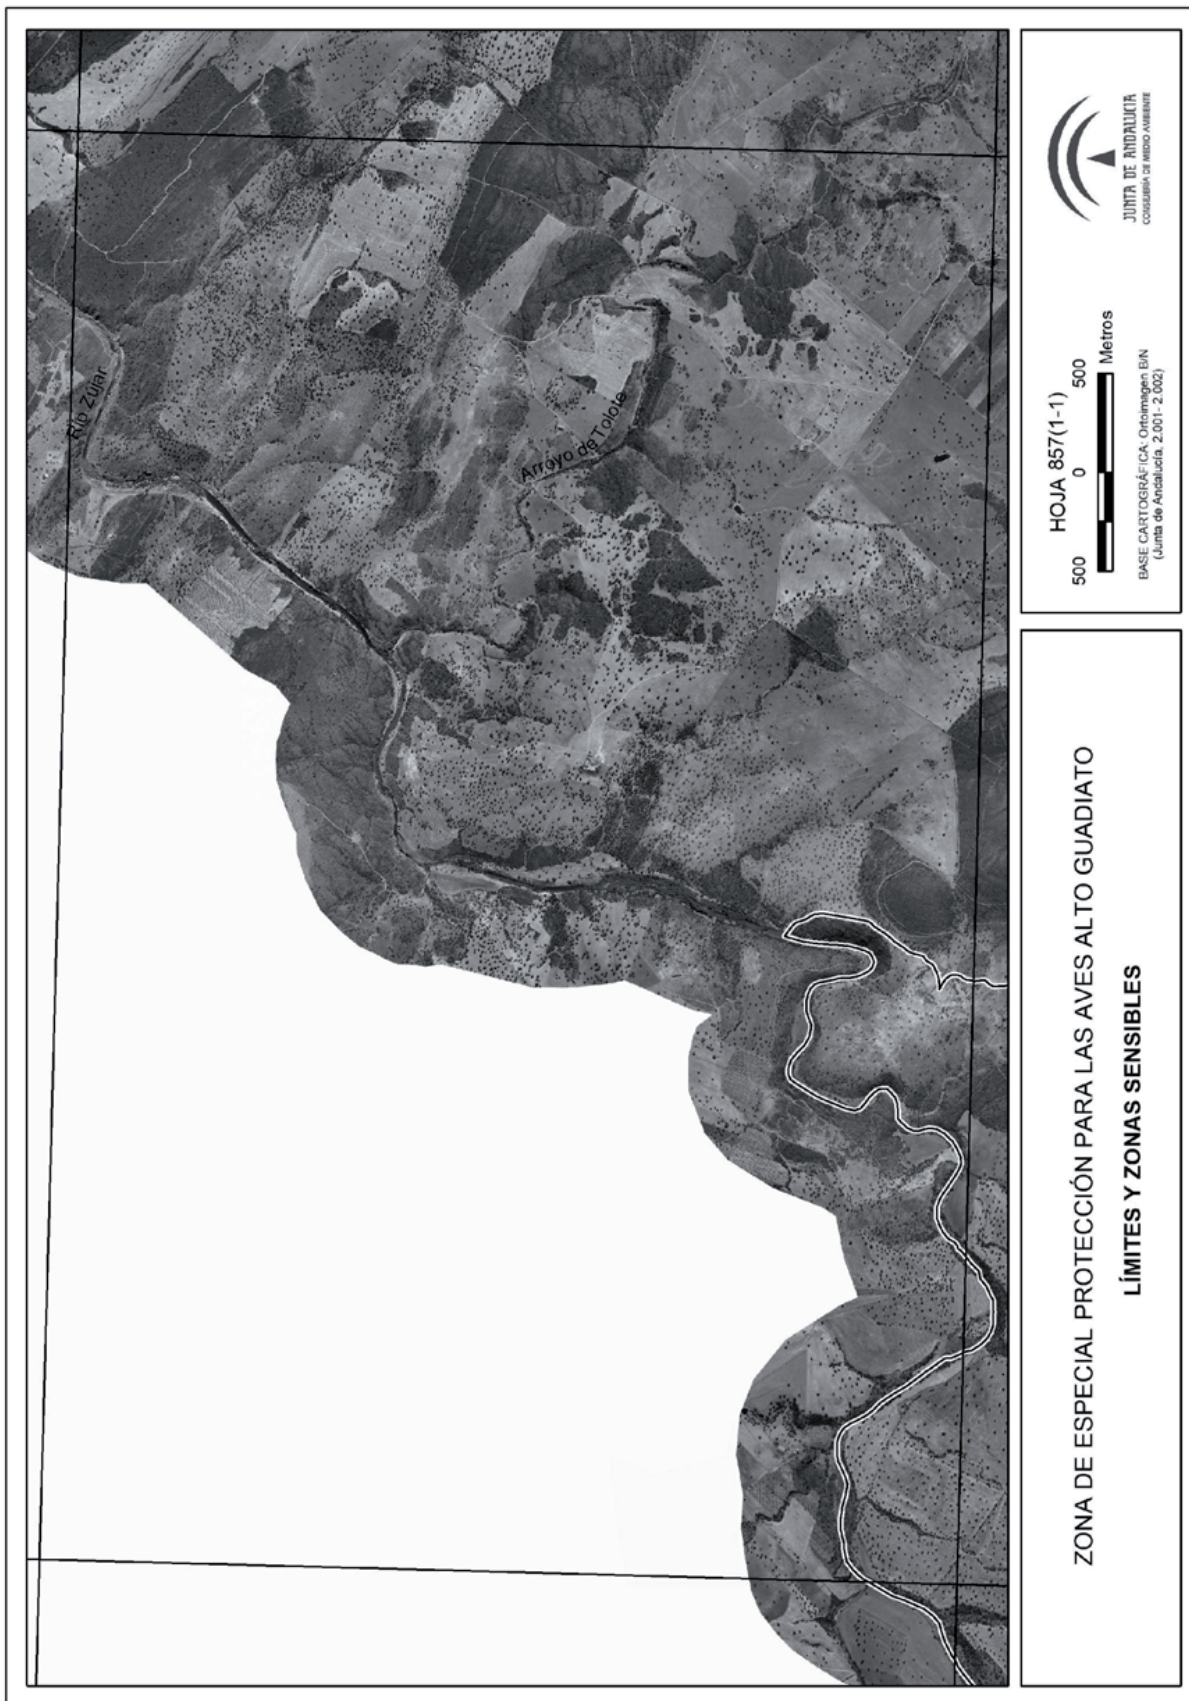 Río Zújar
Arroyo de Tolote
ZONA DE ESPECIAL PROTECCIÓN PARA LAS AVES ALTO GUADIATO
LÍMITES Y ZONAS SENSIBLES
HOJA 857(1-1)
500 0 500
Metros
BASE CARTOGRÁFICA: Ortoimagen B/N
(Junta de Andalucía, 2.001- 2.002)
JUNTA DE ANDALUCIA
CONSEJERÍA DE MEDIO AMBIENTE